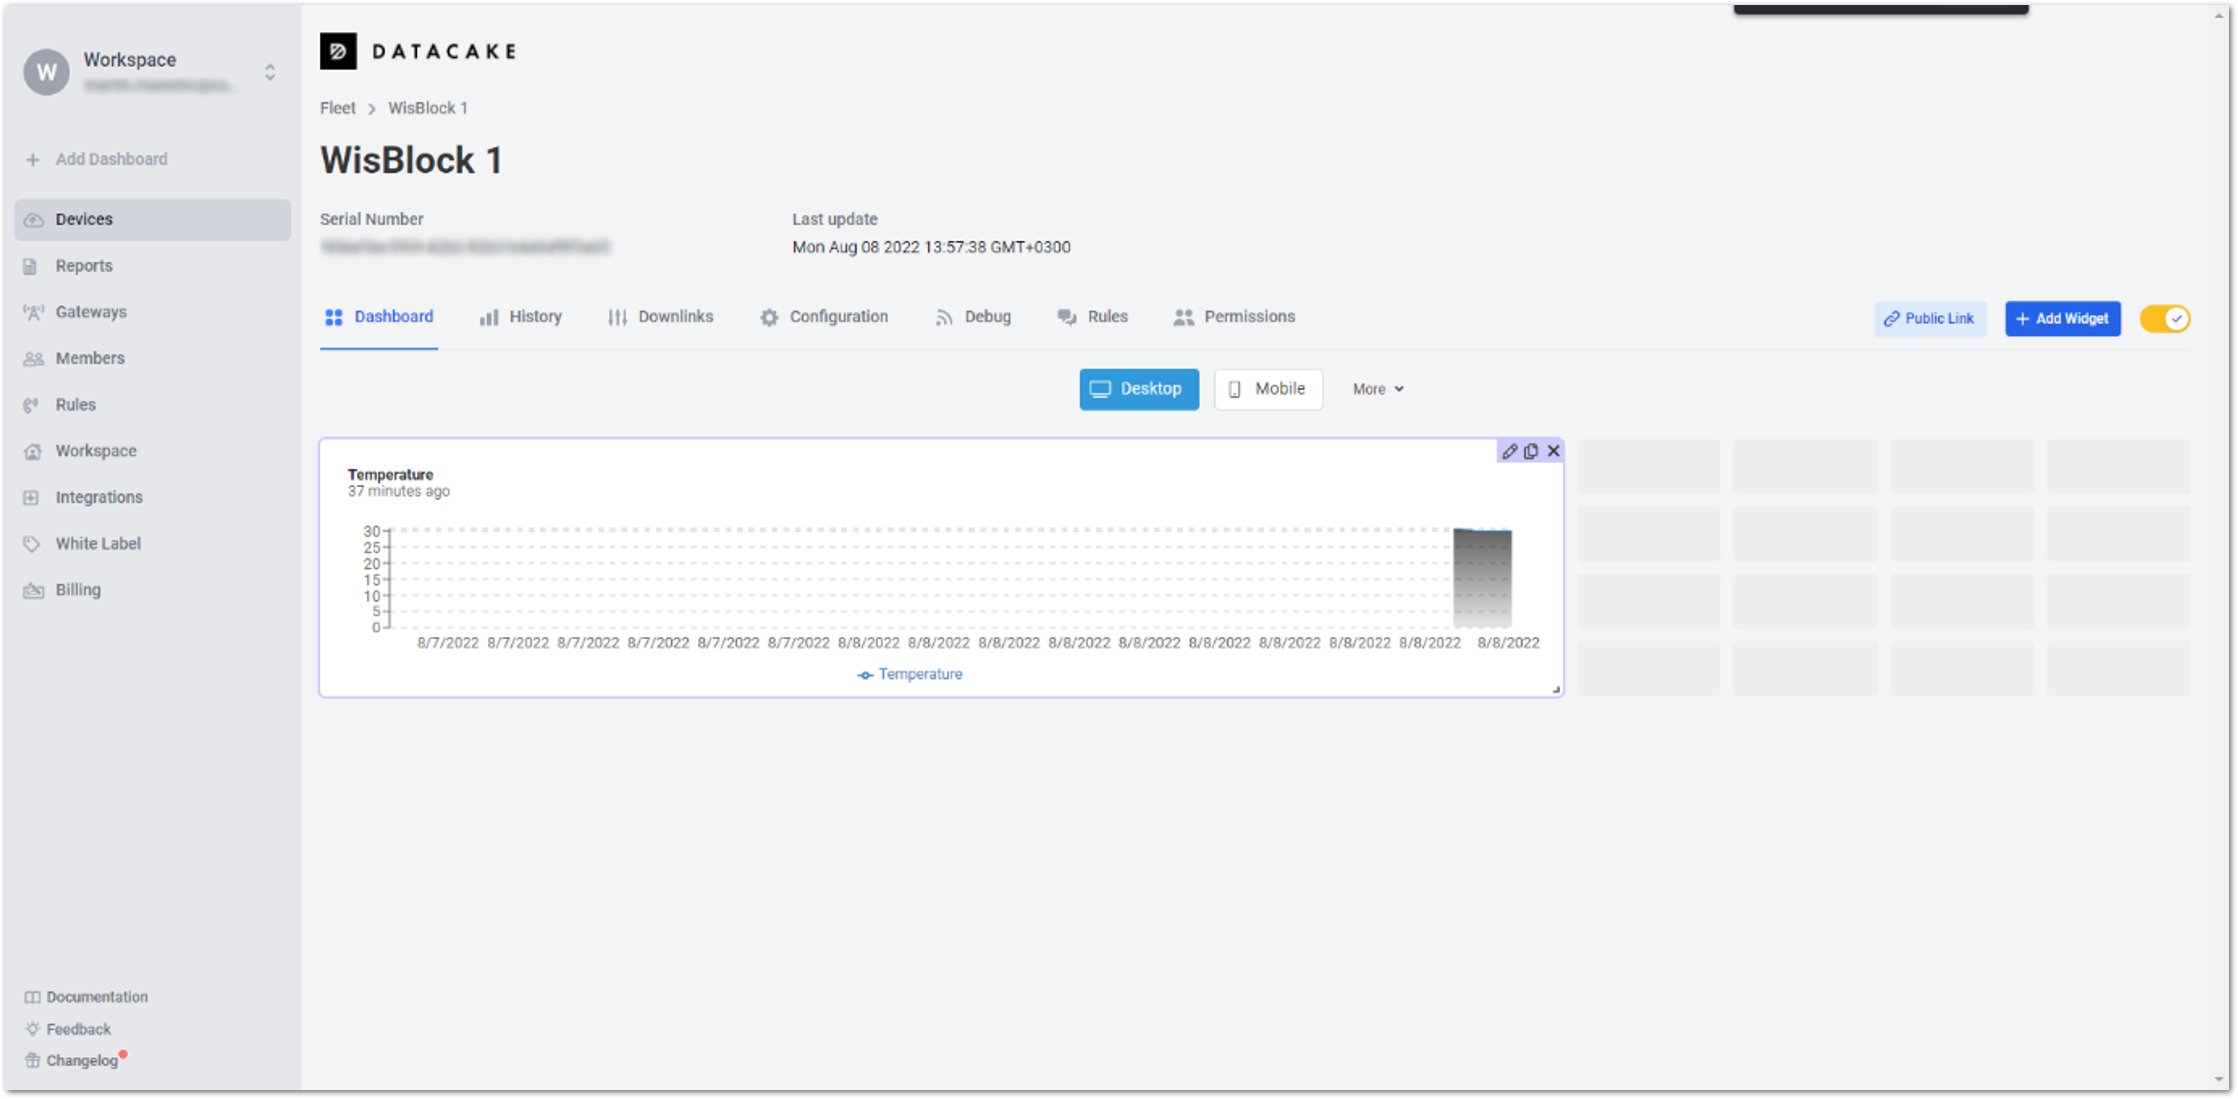 W
Workspace
Add Dashboard
Devices
Reports
Gateways
Members
Rules
Workspace
Integrations
White Label
Billing
Documentation
Feedback
Changelog
DATACAKE
Fleet > WisBlock 1
WisBlock 1
Serial Number
Last update
Mon Aug 08 2022 13:57:38 GMT+0300
Dashboard History Downlinks Configuration Debug Rules Permissions
Public Link + Add Widget
Desktop Mobile More
Temperature
37 minutes ago
30
25
20
15
10
5
0
8/7/2022 8/7/2022 8/7/2022 8/7/2022 8/7/2022 8/7/2022 8/8/2022 8/8/2022 8/8/2022 8/8/2022 8/8/2022 8/8/2022 8/8/2022 8/8/2022 8/8/2022 8/8/2022
Temperature